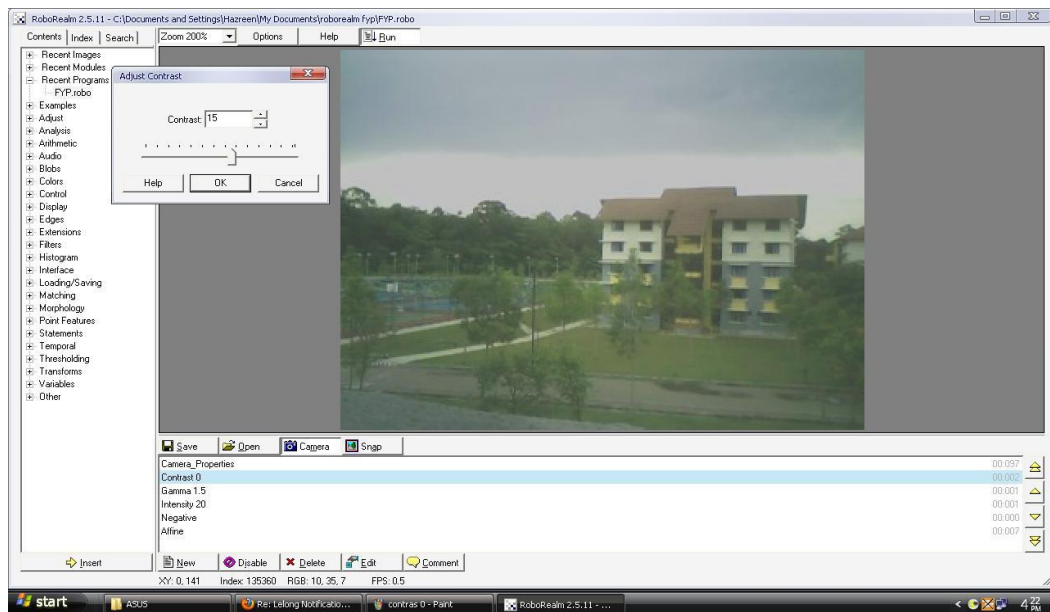 RoboRealm 2.5.11 - C:\Documents and Settings\Hazreen\My Documents\roborealm fyp\FYP.robo
Contents Index Search
Zoom 200% Options Help Run
Recent Images
Recent Modules
Recent Programs
FYP.robo
Examples
Adjust
Analysis
Arithmetic
Audio
Blobs
Colors
Control
Display
Edges
Extensions
Filters
Histogram
Interface
Loading/Saving
Matching
Morphology
Point Features
Statements
Temporal
Thresholding
Transforms
Variables
Other
Adjust Contrast
Contrast: 15
Help OK Cancel
Save Open Camera Snap
Camera_Properties 00:097
Contrast 0 00:002
Gamma 1.5 00:001
Intensity 20 00:001
Negative 00:000
Affine 00:007
Insert
New Disable Delete Edit Comment
XY: 0, 141 Index: 135360 RGB: 10, 35, 7 FPS: 0.5
start ASUS Re: Lelong Notificatio... contras 0 - Paint RoboRealm 2.5.11 - ... 4:22 PM